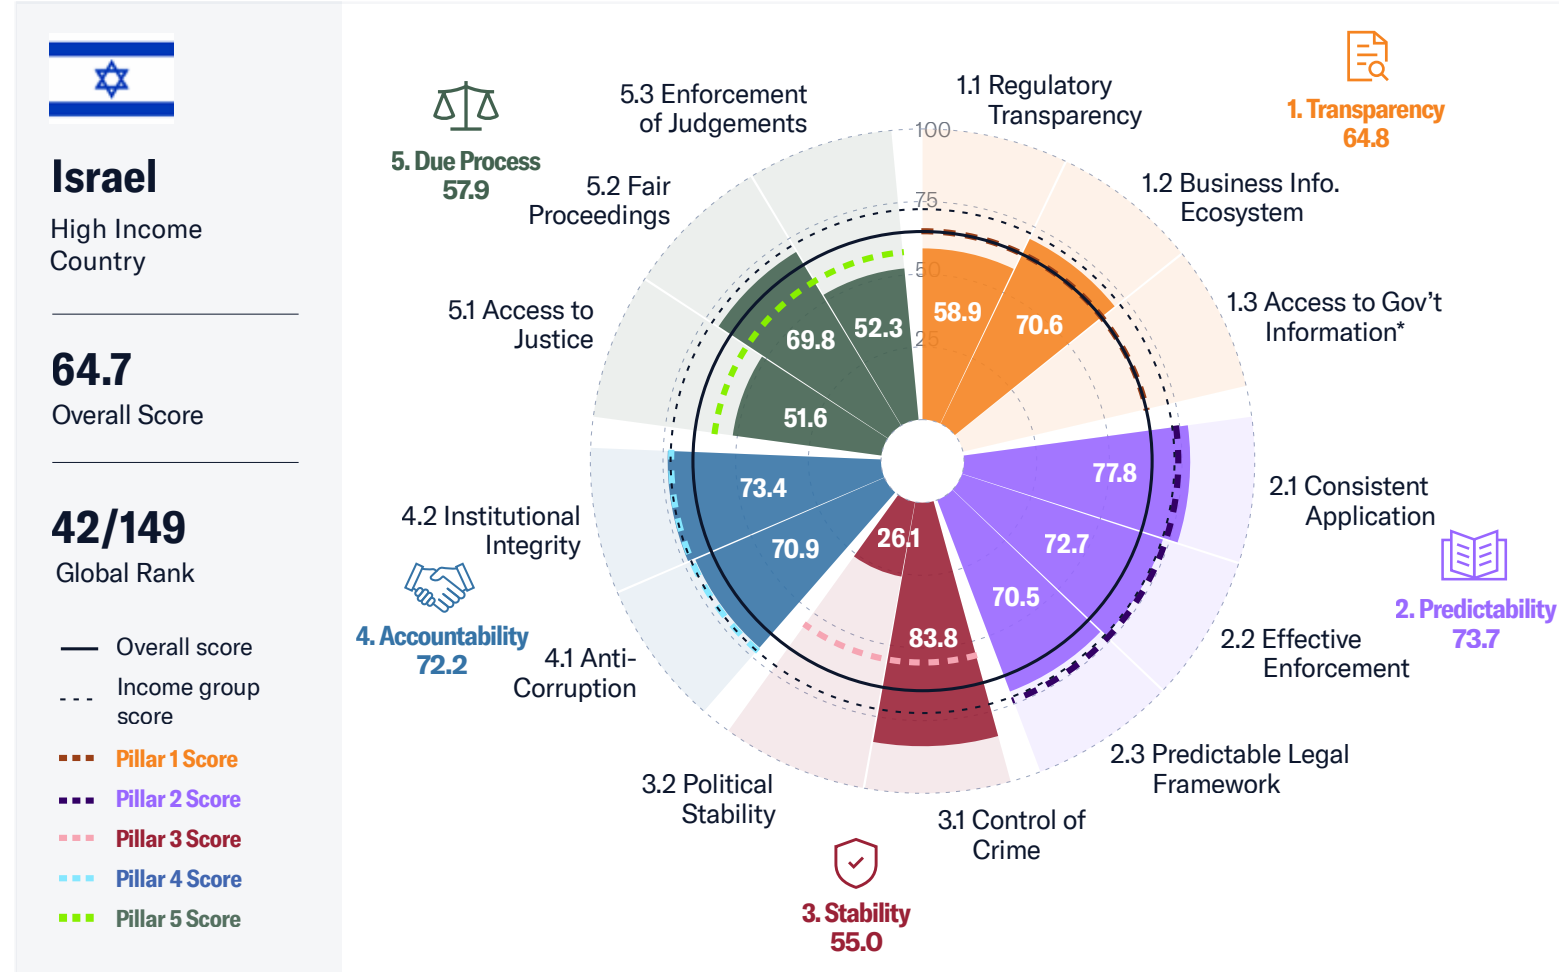 Israel
High Income
Country
64.7
Overall Score
42/149
Global Rank
Overall score
Income group
score
Pillar 1 Score
Pillar 2 Score
Pillar 3 Score
Pillar 4 Score
Pillar 5 Score
1. Transparency
64.8
1.1 Regulatory
Transparency
1.2 Business Info.
Ecosystem
1.3 Access to Gov't
Information*
2.1 Consistent
Application
2. Predictability
73.7
2.2 Effective
Enforcement
2.3 Predictable Legal
Framework
3.1 Control of
Crime
3. Stability
55.0
3.2 Political
Stability
4.1 Anti-
Corruption
4. Accountability
72.2
4.2 Institutional
Integrity
5.1 Access to
Justice
5.2 Fair
Proceedings
5. Due Process
57.9
5.3 Enforcement
of Judgements
100
75
50
25
58.9
70.6
77.8
72.7
70.5
83.8
26.1
70.9
73.4
51.6
69.8
52.3